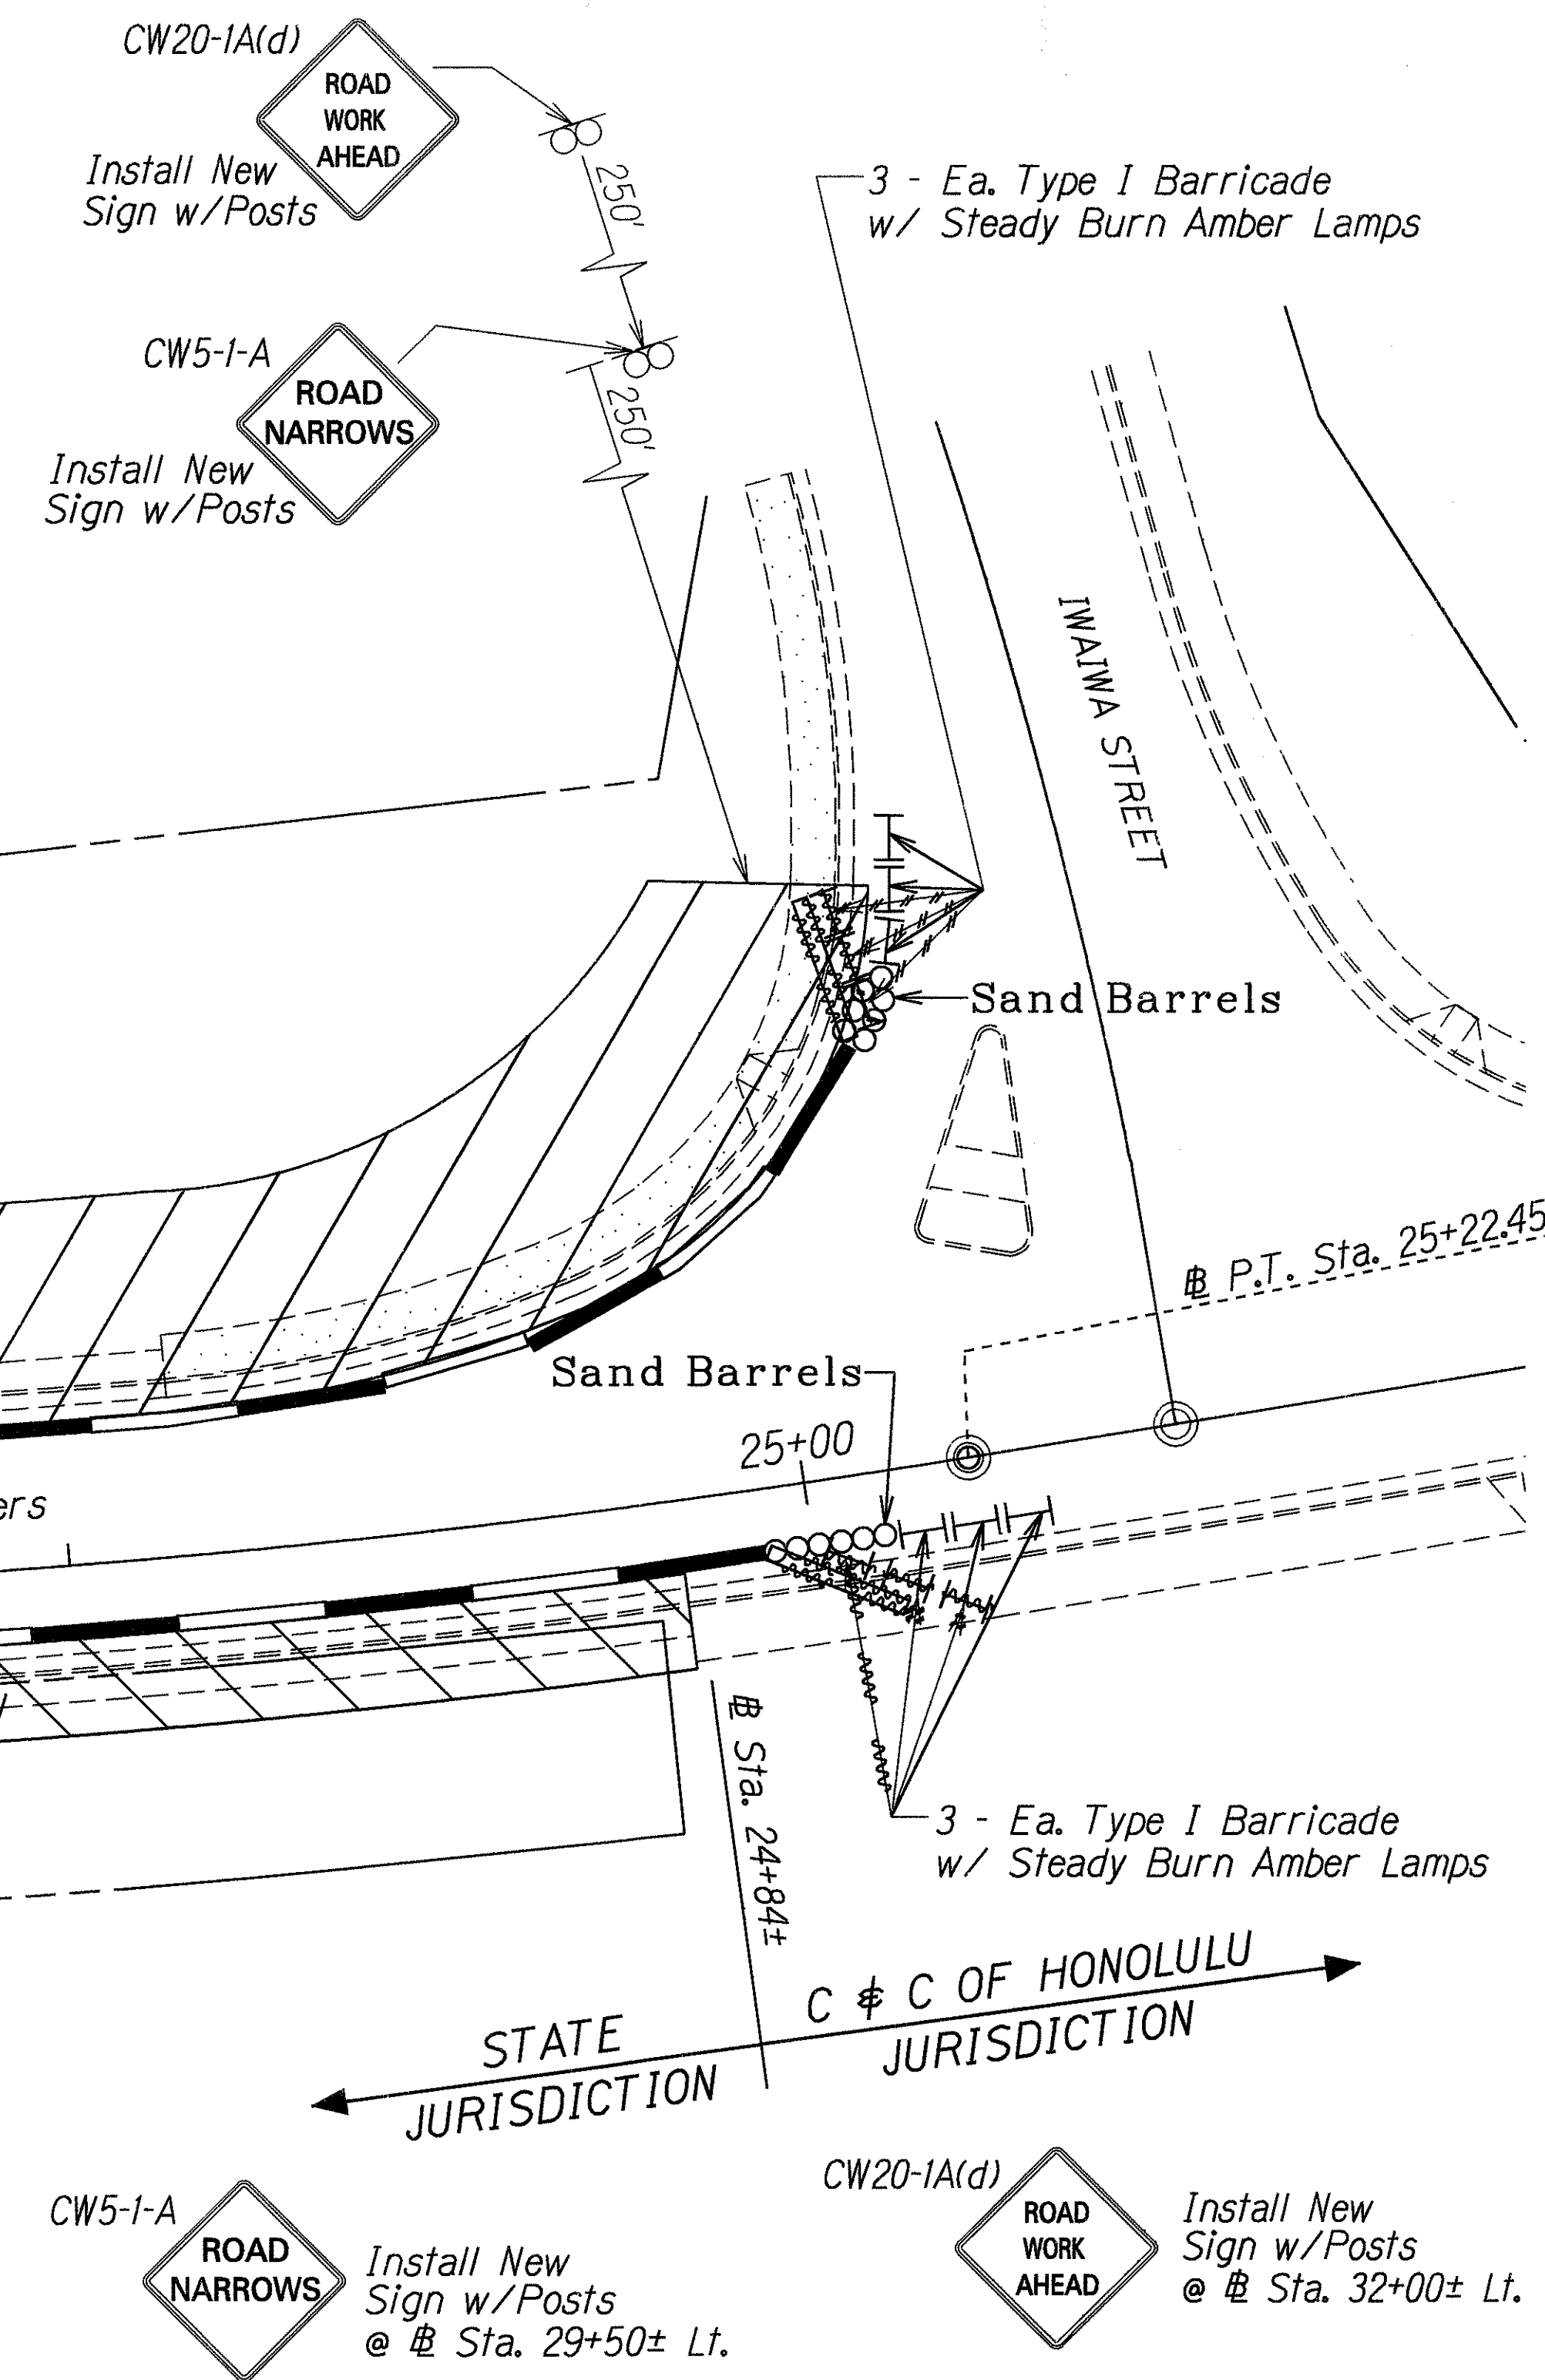 CW20-1A(d)
ROAD
WORK
AHEAD
Install New
Sign w/Posts
250'
3 - Ea. Type I Barricade
w/ Steady Burn Amber Lamps
CW5-1-A
ROAD
NARROWS
Install New
Sign w/Posts
250'
IWAIWA STREET
Sand Barrels
℄ P.T. Sta. 25+22.45
Sand Barrels
25+00
ers
℄ Sta. 24+84±
3 - Ea. Type I Barricade
w/ Steady Burn Amber Lamps
C & C OF HONOLULU
JURISDICTION
STATE
JURISDICTION
CW5-1-A
ROAD
NARROWS
Install New
Sign w/Posts
@ ℄ Sta. 29+50± Lt.
CW20-1A(d)
ROAD
WORK
AHEAD
Install New
Sign w/Posts
@ ℄ Sta. 32+00± Lt.